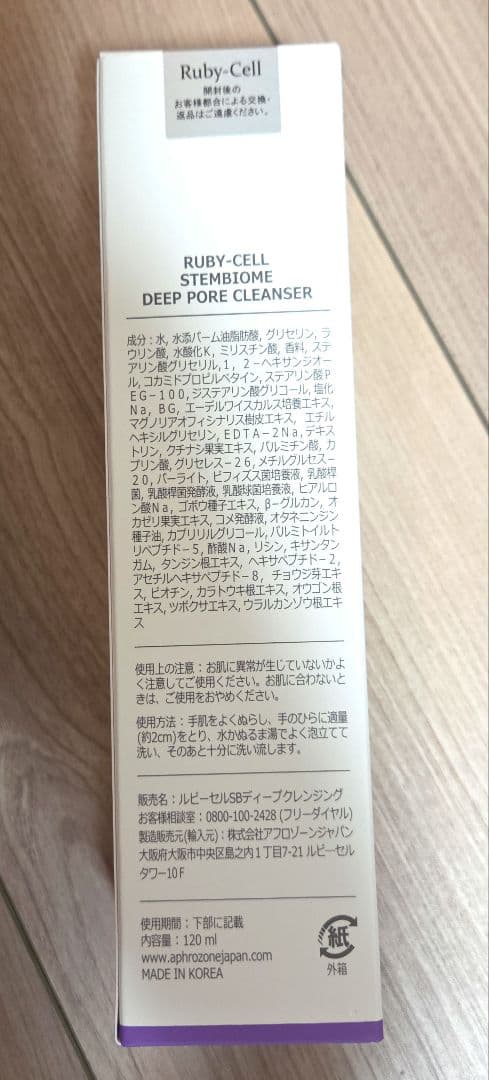 Ruby-Cell
開封後の
お客様都合による交換・
返品はご遠慮ください。
RUBY-CELL
STEMBIOME
DEEP PORE CLEANSER
成分：水, 水添パーム油脂肪酸, グリセリン, ラ
ウリン酸, 水酸化K, ミリスチン酸, 香料, ステ
アリン酸グリセリル, 1, 2－ヘキサンジオー
ル, コカミドプロピルベタイン, ステアリン酸P
EG－100, ジステアリン酸グリコール, 塩化
Na, BG, エーデルワイスカルス培養エキス,
マグノリアオフィシナリス樹皮エキス, エチル
ヘキシルグリセリン, EDTA－2Na, デキス
トリン, クチナシ果実エキス, パルミチン酸, カ
プリン酸, グリセレス－26, メチルグルセス－
20, パーライト, ビフィズス菌培養液, 乳酸桿
菌, 乳酸桿菌発酵液, 乳酸球菌培養液, ヒアルロ
ン酸Na, ゴボウ種子エキス, β－グルカン, オ
カゼリ果実エキス, コメ発酵液, オタネニンジン
種子油, カプリリルグリコール, パルミトイルト
リペプチド－5, 酢酸Na, リシン, キサンタン
ガム, タンジン根エキス, ヘキサペプチド－2,
アセチルヘキサペプチド－8, チョウジ芽エキ
ス, ビオチン, カラトウキ根エキス, オウゴン根
エキス, ツボクサエキス, ウラルカンゾウ根エキ
ス
使用上の注意：お肌に異常が生じていないかよ
く注意してご使用ください。お肌に合わないと
きは、ご使用をおやめください。
使用方法：手肌をよくぬらし、手のひらに適量
(約2cm)をとり、水かぬるま湯でよく泡立てて
洗い、そのあと十分に洗い流します。
販売名：ルビーセルSBディープクレンジング
お客様相談室：0800-100-2428 (フリーダイヤル)
製造販売元(輸入元)：株式会社アフロゾーンジャパン
大阪府大阪市中央区島之内1丁目7-21 ルビーセル
タワー10F
使用期間：下部に記載
内容量：120 ml
www.aphrozonejapan.com
MADE IN KOREA
紙
外箱